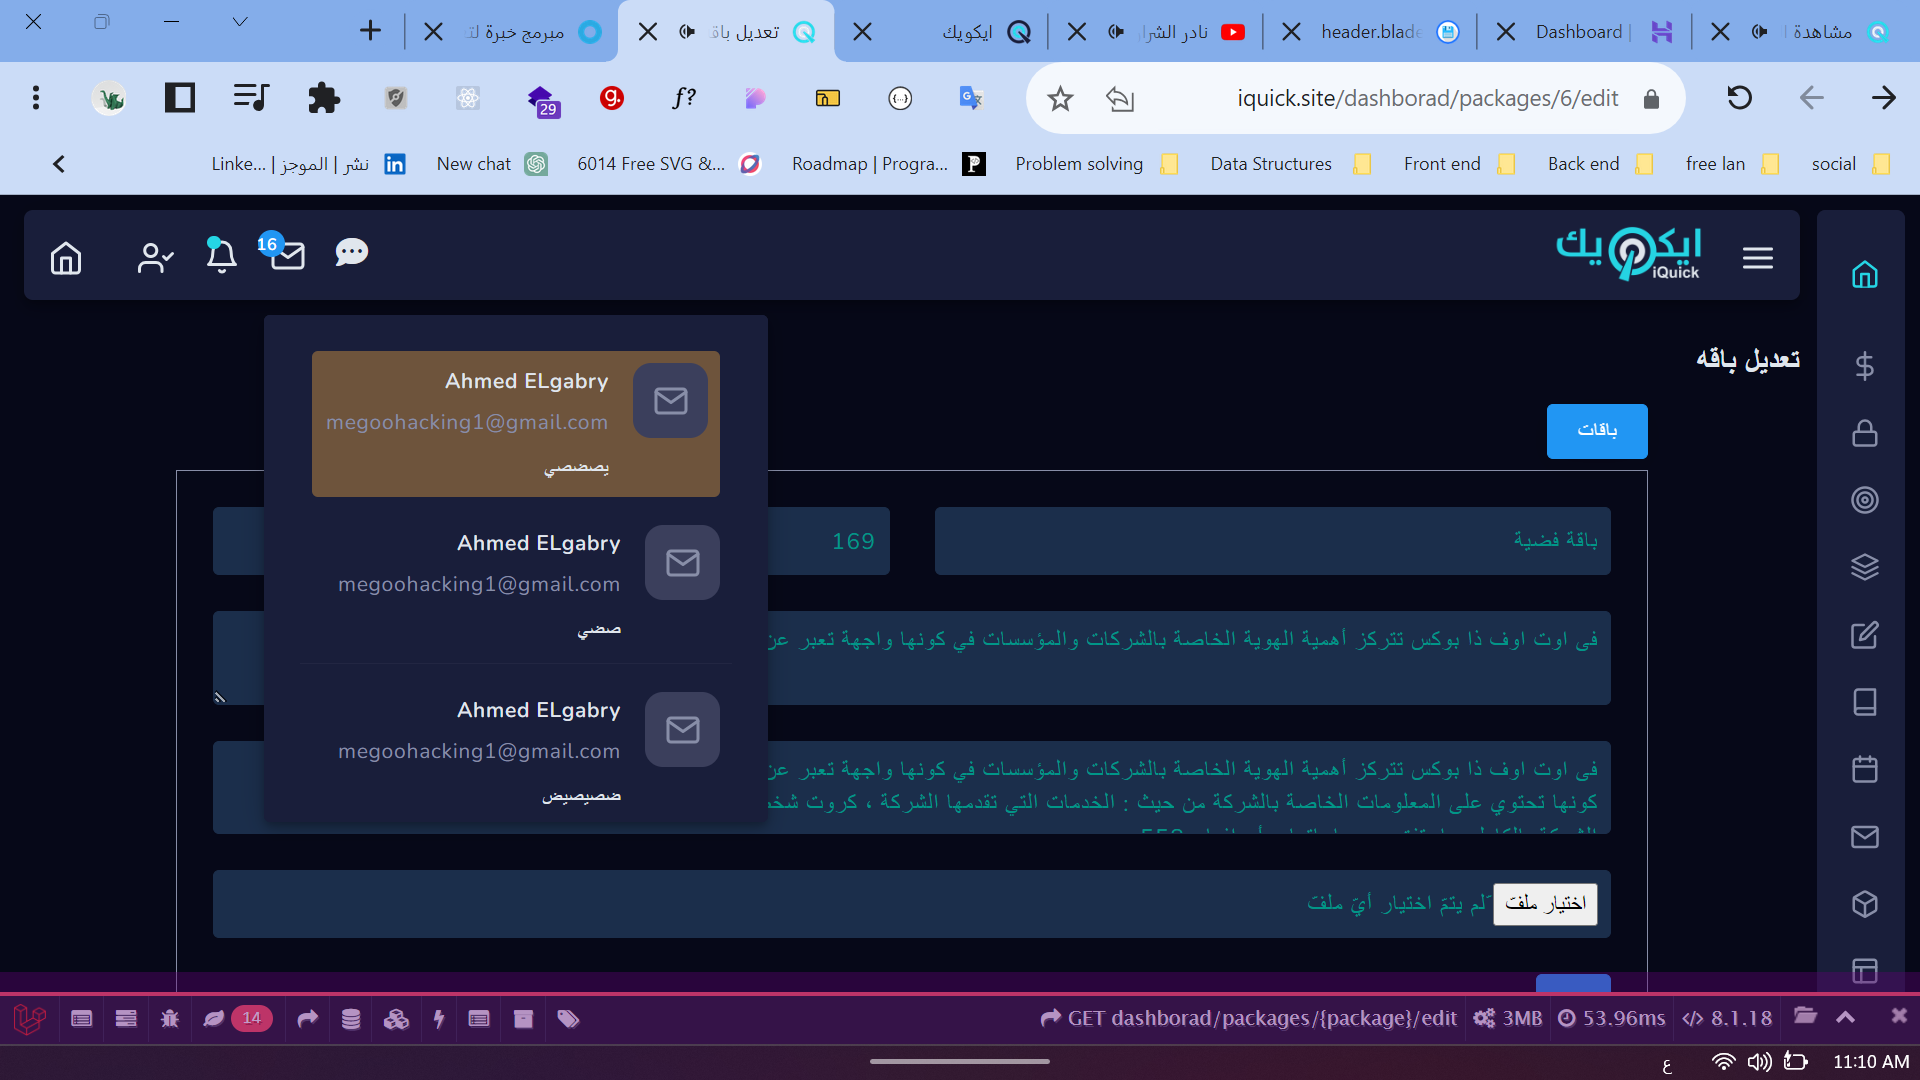 مبرمج خبرة لت
تعديل باق
ايكويك
نادر الشرا
header.blade
Dashboard |
مشاهدة ا
29
f?
g.
iquick.site/dashborad/packages/6/edit
نشر | الموجز | Linke...
New chat
6014 Free SVG &...
Roadmap | Progra...
Problem solving
Data Structures
Front end
Back end
free lan
social
16
ايكويك
iQuick
تعديل باقه
باقات
Ahmed ELgabry
megoohacking1@gmail.com
يصضصي
Ahmed ELgabry
megoohacking1@gmail.com
صضي
Ahmed ELgabry
megoohacking1@gmail.com
ضصيصيض
باقة فضية
169
فى اوت اوف ذا بوكس تتركز أهمية الهوية الخاصة بالشركات والمؤسسات في كونها واجهة تعبر عن
فى اوت اوف ذا بوكس تتركز أهمية الهوية الخاصة بالشركات والمؤسسات في كونها واجهة تعبر عن
كونها تحتوي على المعلومات الخاصة بالشركة من حيث : الخدمات التي تقدمها الشركة ، كروت شخ
اختيار ملف
لم يتمّ اختيار أيّ ملف
14
GET dashborad/packages/{package}/edit
3MB
53.96ms
8.1.18
ع
11:10 AM